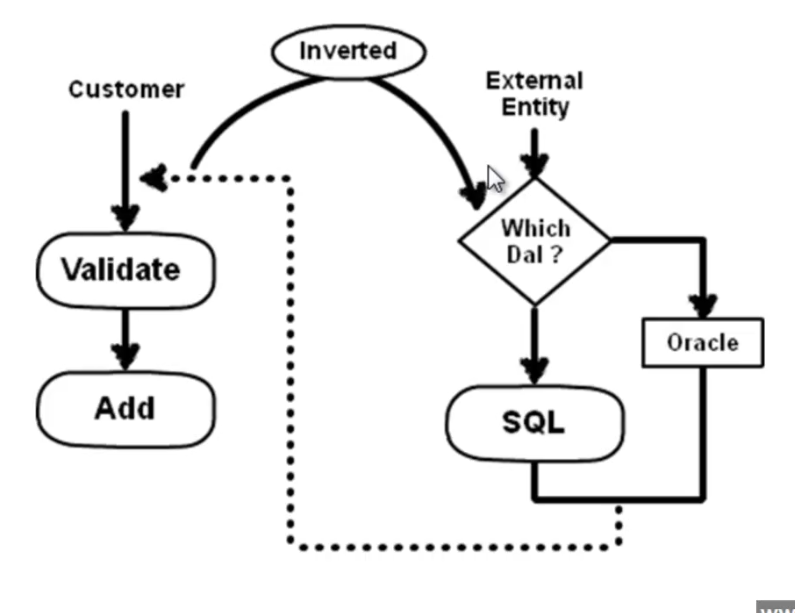 Inverted
Customer
External
Entity
Which
Dal ?
Validate
Oracle
Add
SQL